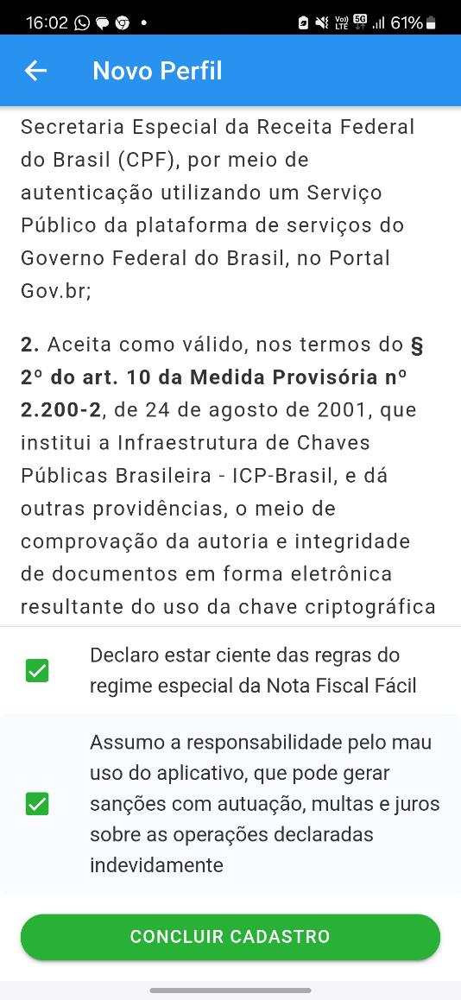 16:02
Vo) LTE 5G 61%
Novo Perfil
Secretaria Especial da Receita Federal
do Brasil (CPF), por meio de
autenticação utilizando um Serviço
Público da plataforma de serviços do
Governo Federal do Brasil, no Portal
Gov.br;
2. Aceita como válido, nos termos do §
2º do art. 10 da Medida Provisória nº
2.200-2, de 24 de agosto de 2001, que
institui a Infraestrutura de Chaves
Públicas Brasileira - ICP-Brasil, e dá
outras providências, o meio de
comprovação da autoria e integridade
de documentos em forma eletrônica
resultante do uso da chave criptográfica
Declaro estar ciente das regras do
regime especial da Nota Fiscal Fácil
Assumo a responsabilidade pelo mau
uso do aplicativo, que pode gerar
sanções com autuação, multas e juros
sobre as operações declaradas
indevidamente
CONCLUIR CADASTRO